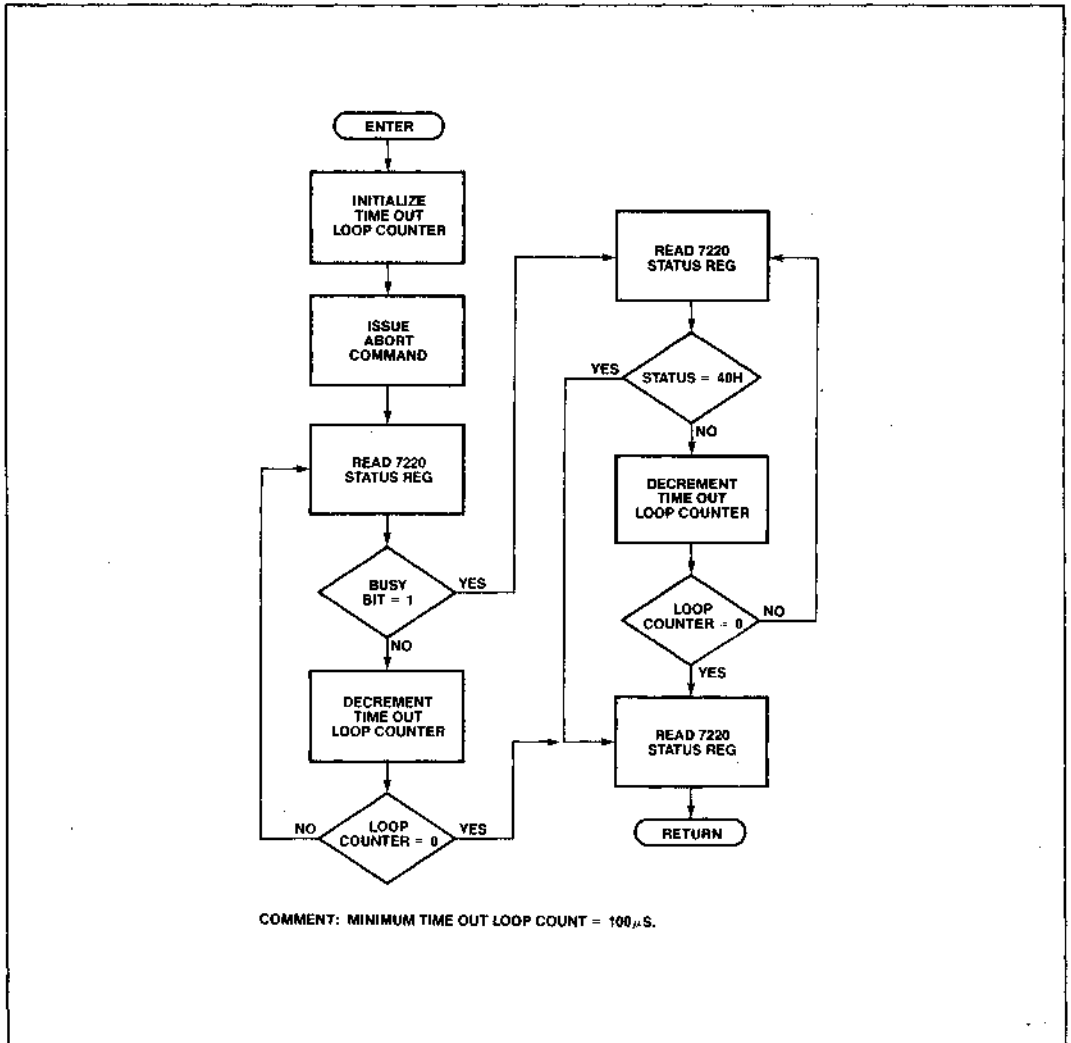 ENTER
INITIALIZE
TIME OUT
LOOP COUNTER
ISSUE
ABORT
COMMAND
READ 7220
STATUS REG
BUSY
BIT = 1
YES
NO
DECREMENT
TIME OUT
LOOP COUNTER
NO
LOOP
COUNTER = 0
YES
READ 7220
STATUS REG
YES
STATUS = 40H
NO
DECREMENT
TIME OUT
LOOP COUNTER
LOOP
COUNTER = 0
NO
YES
READ 7220
STATUS REG
RETURN
COMMENT: MINIMUM TIME OUT LOOP COUNT = 100μS.